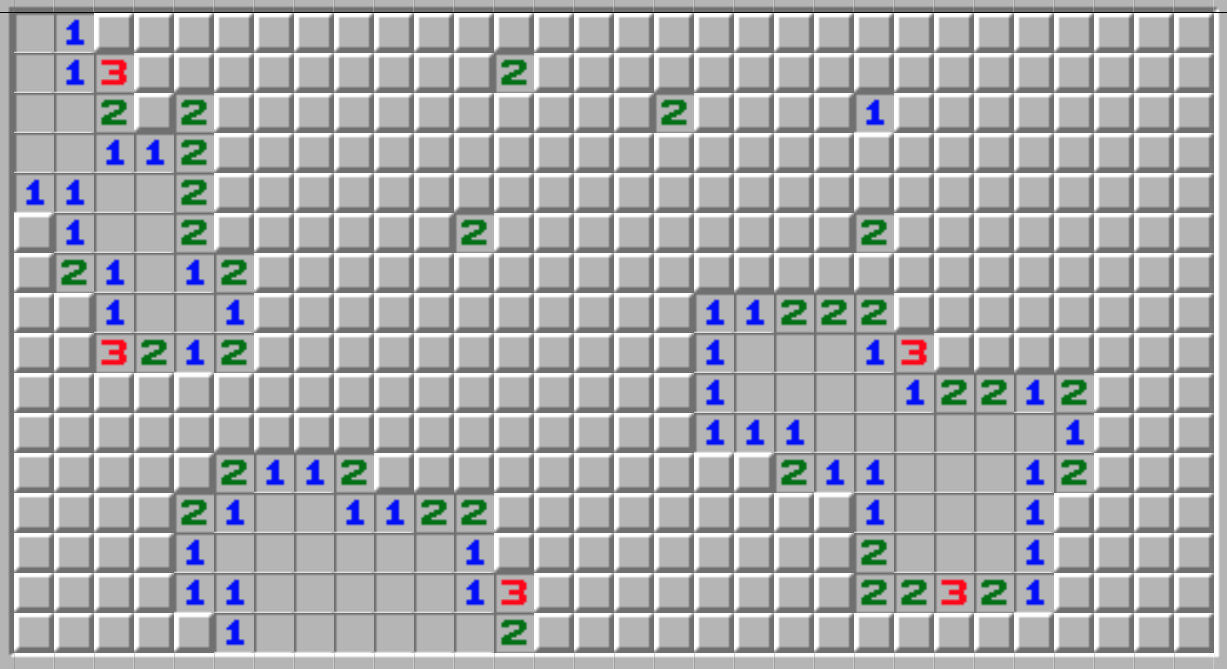 1
1 3 2
2 2 2 1
1 1 2
1 1 2
1 2 2 2
2 1 1 2
1 1 1 1 2 2 2
3 2 1 2 1 1 3
1 1 2 2 1 2
1 1 1 1
2 1 1 2 2 1 1 1 2
2 1 1 1 2 2 1 1
1 1 2 1
1 1 1 3 2 2 3 2 1
1 2